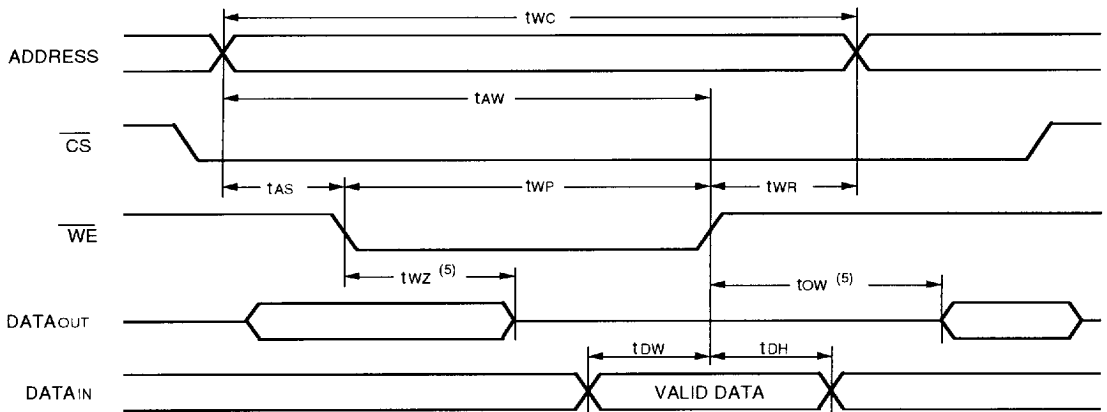 tWC
ADDRESS
tAW
CS
tAS
tWP
tWR
WE
tWZ (5)
tOW (5)
DATAOUT
tDW
tDH
DATAIN
VALID DATA